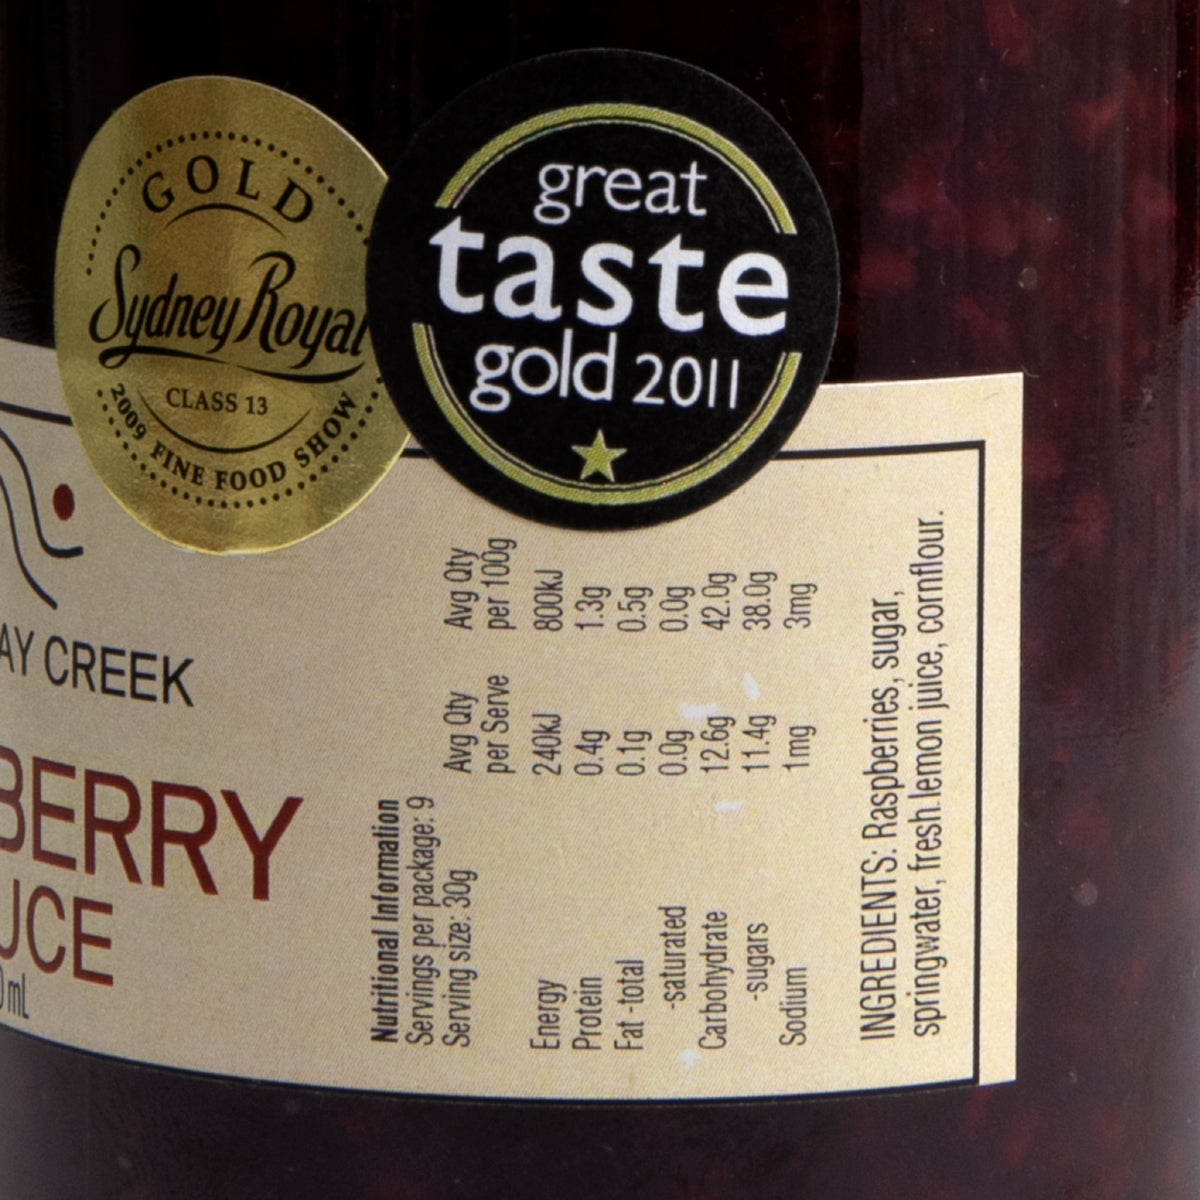 GOLD
Sydney Royal
CLASS 13
2009 FINE FOOD SHOW
great
taste
gold 2011
AY CREEK
BERRY
UCE
0mL
Nutritional Information
Servings per package: 9
Serving size: 30g
Avg Qty per Serve Avg Qty per 100g
Energy 240kJ 800kJ
Protein 0.4g 1.3g
Fat -total 0.1g 0.5g
-saturated 0.0g 0.0g
Carbohydrate 12.6g 42.0g
-sugars 11.4g 38.0g
Sodium 1mg 3mg
INGREDIENTS: Raspberries, sugar,
springwater, fresh lemon juice, cornflour.